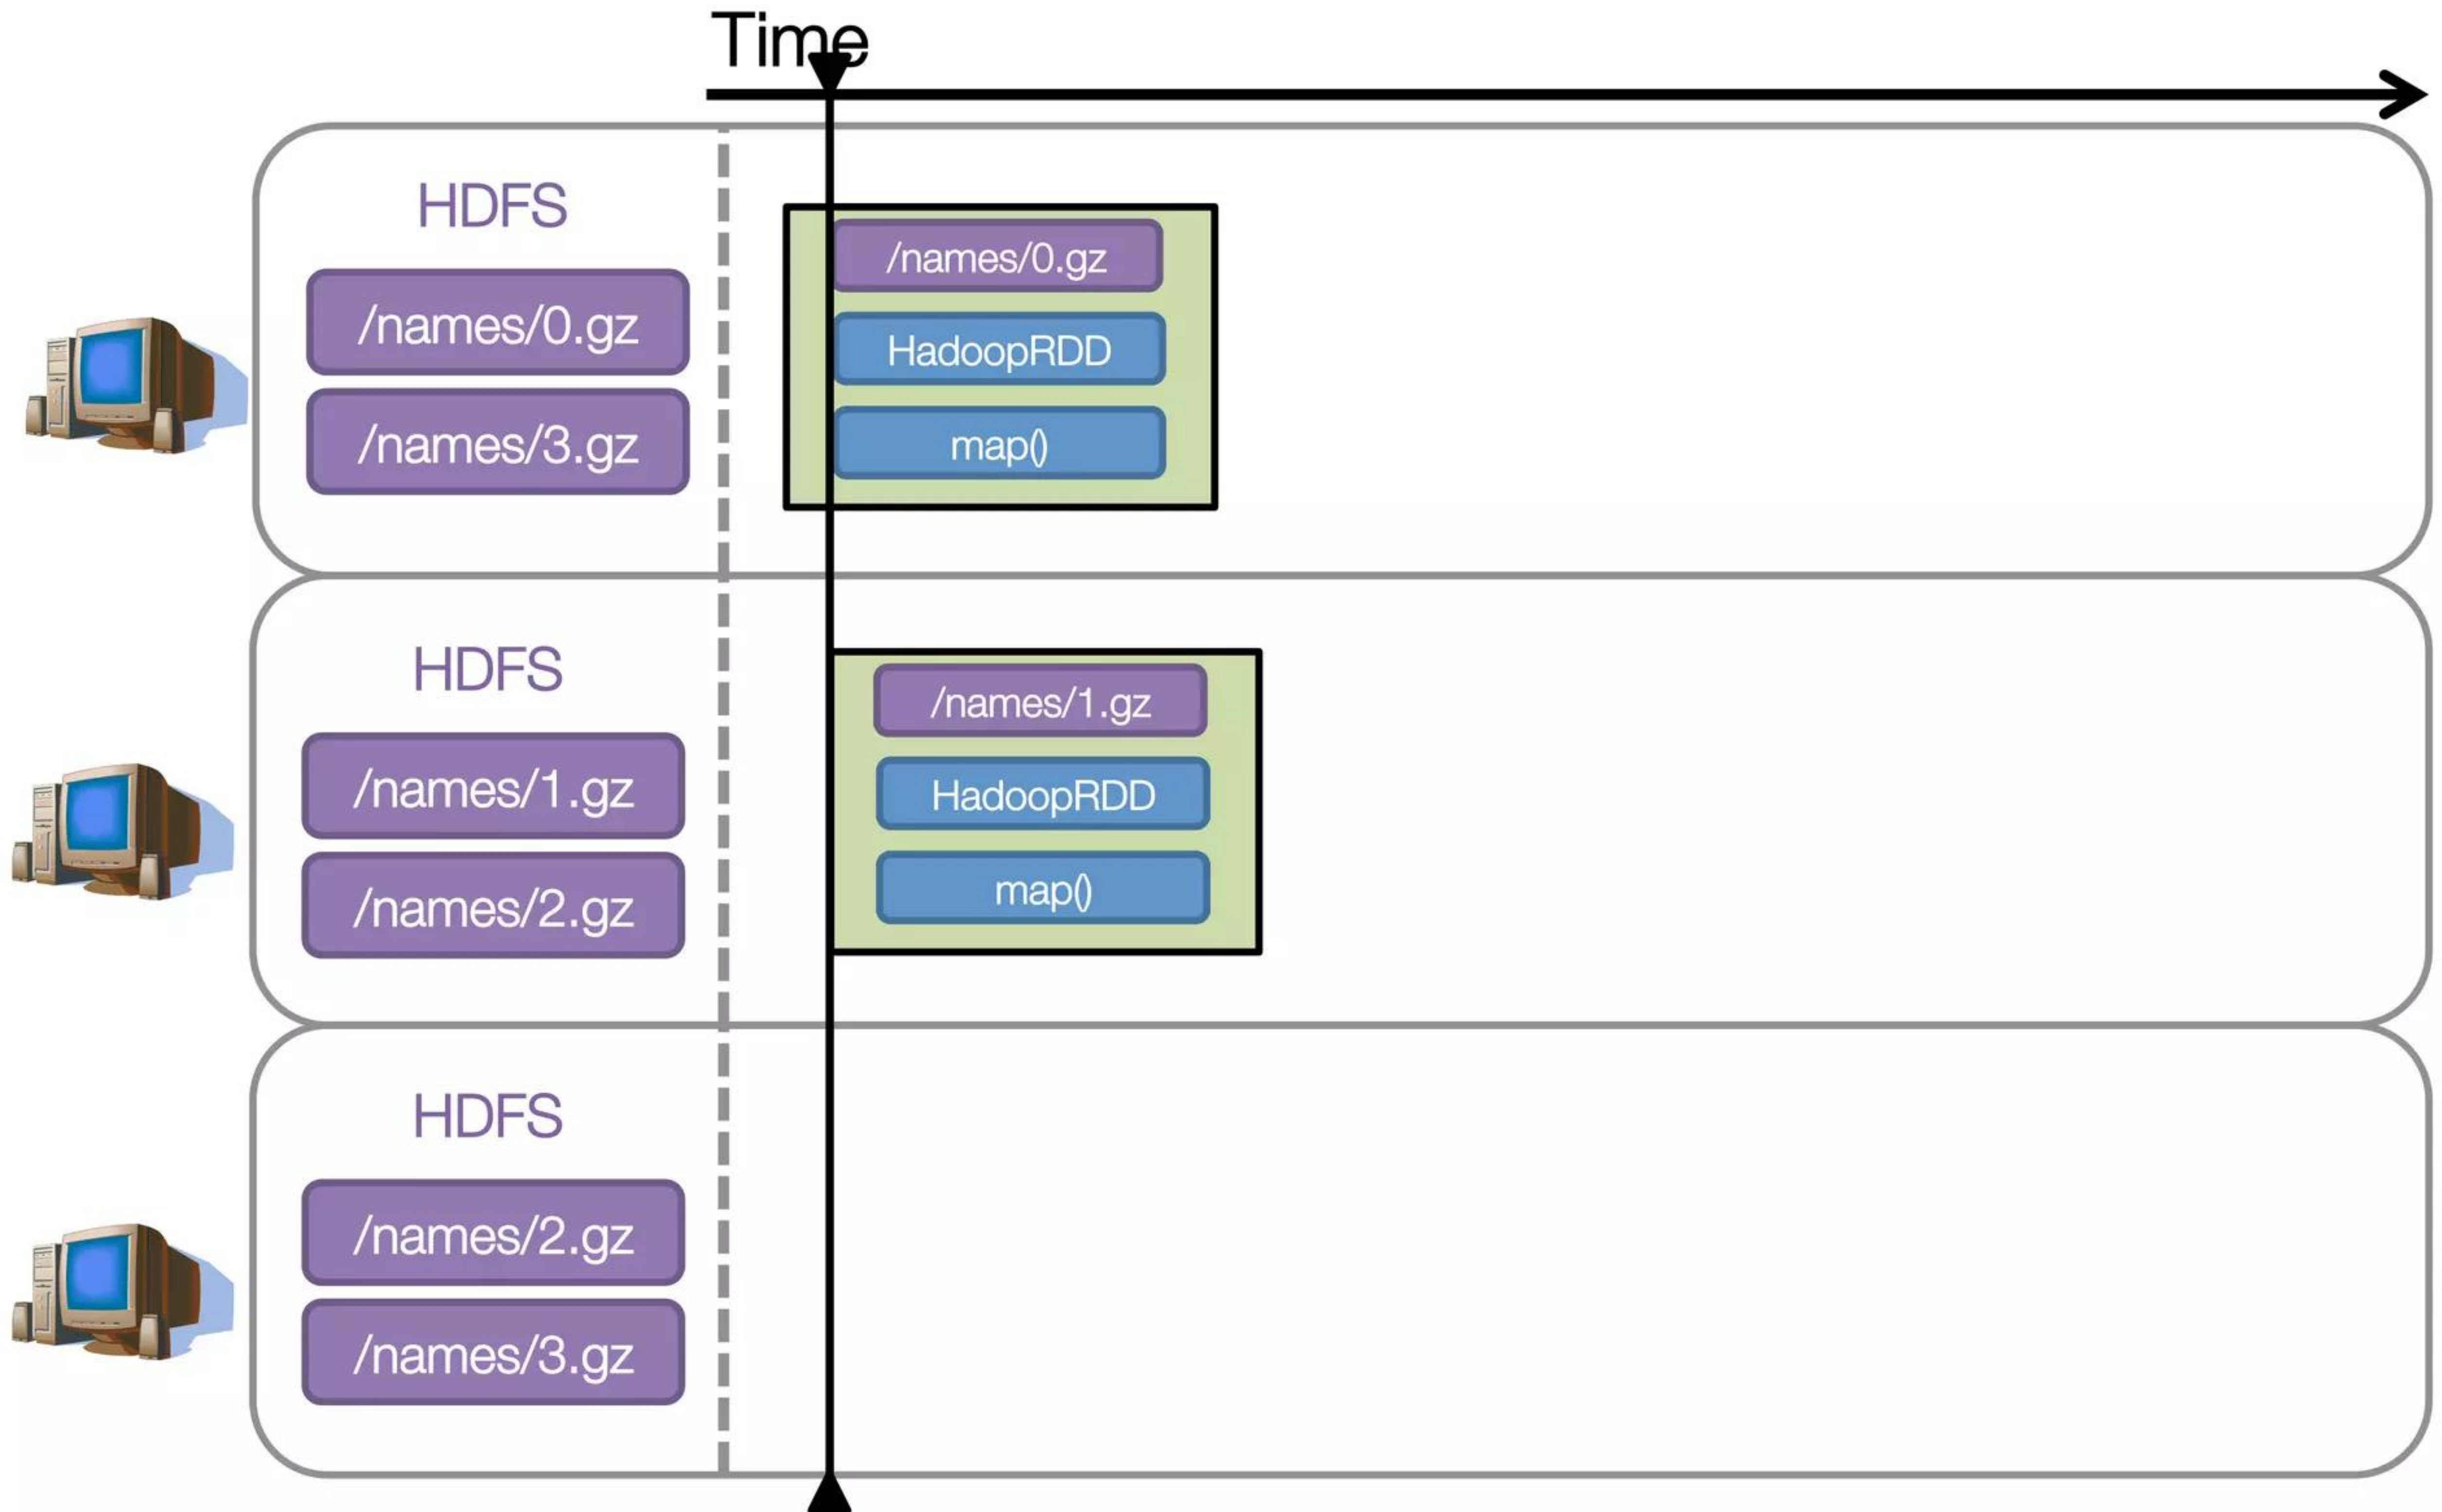 Time
HDFS
/names/0.gz
/names/3.gz
/names/0.gz
HadoopRDD
map()
HDFS
/names/1.gz
/names/2.gz
/names/1.gz
HadoopRDD
map()
HDFS
/names/2.gz
/names/3.gz